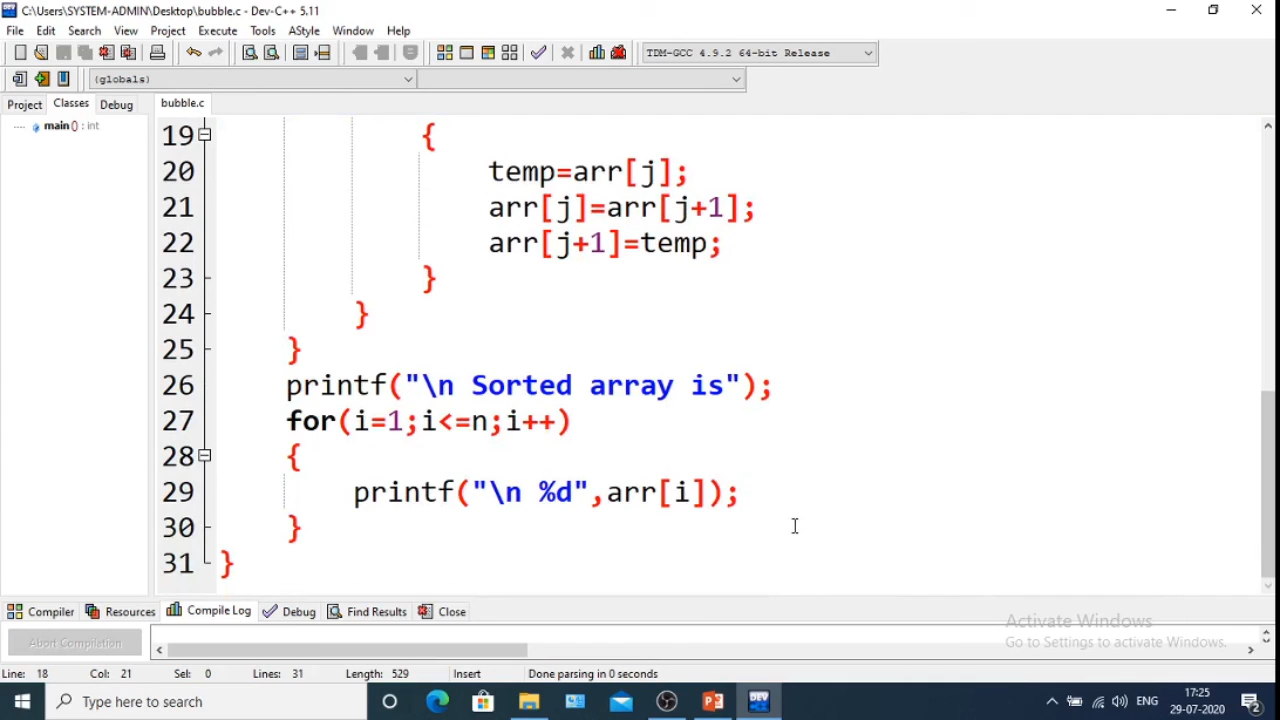 C:\Users\SYSTEM-ADMIN\Desktop\bubble.c - Dev-C++ 5.11
File Edit Search View Project Execute Tools AStyle Window Help
TDM-GCC 4.9.2 64-bit Release
(globals)
Project Classes Debug bubble.c
main() : int
19 {
20 temp=arr[j];
21 arr[j]=arr[j+1];
22 arr[j+1]=temp;
23 }
24 }
25 }
26 printf("\n Sorted array is");
27 for(i=1;i<=n;i++)
28 {
29 printf("\n %d",arr[i]);
30 }
31 }
Compiler Resources Compile Log Debug Find Results Close
Activate Windows
Abort Compilation
Go to Settings to activate Windows.
Line: 18 Col: 21 Sel: 0 Lines: 31 Length: 529 Insert Done parsing in 0 seconds
Type here to search
DEV
ENG
17:25
29-07-2020
2